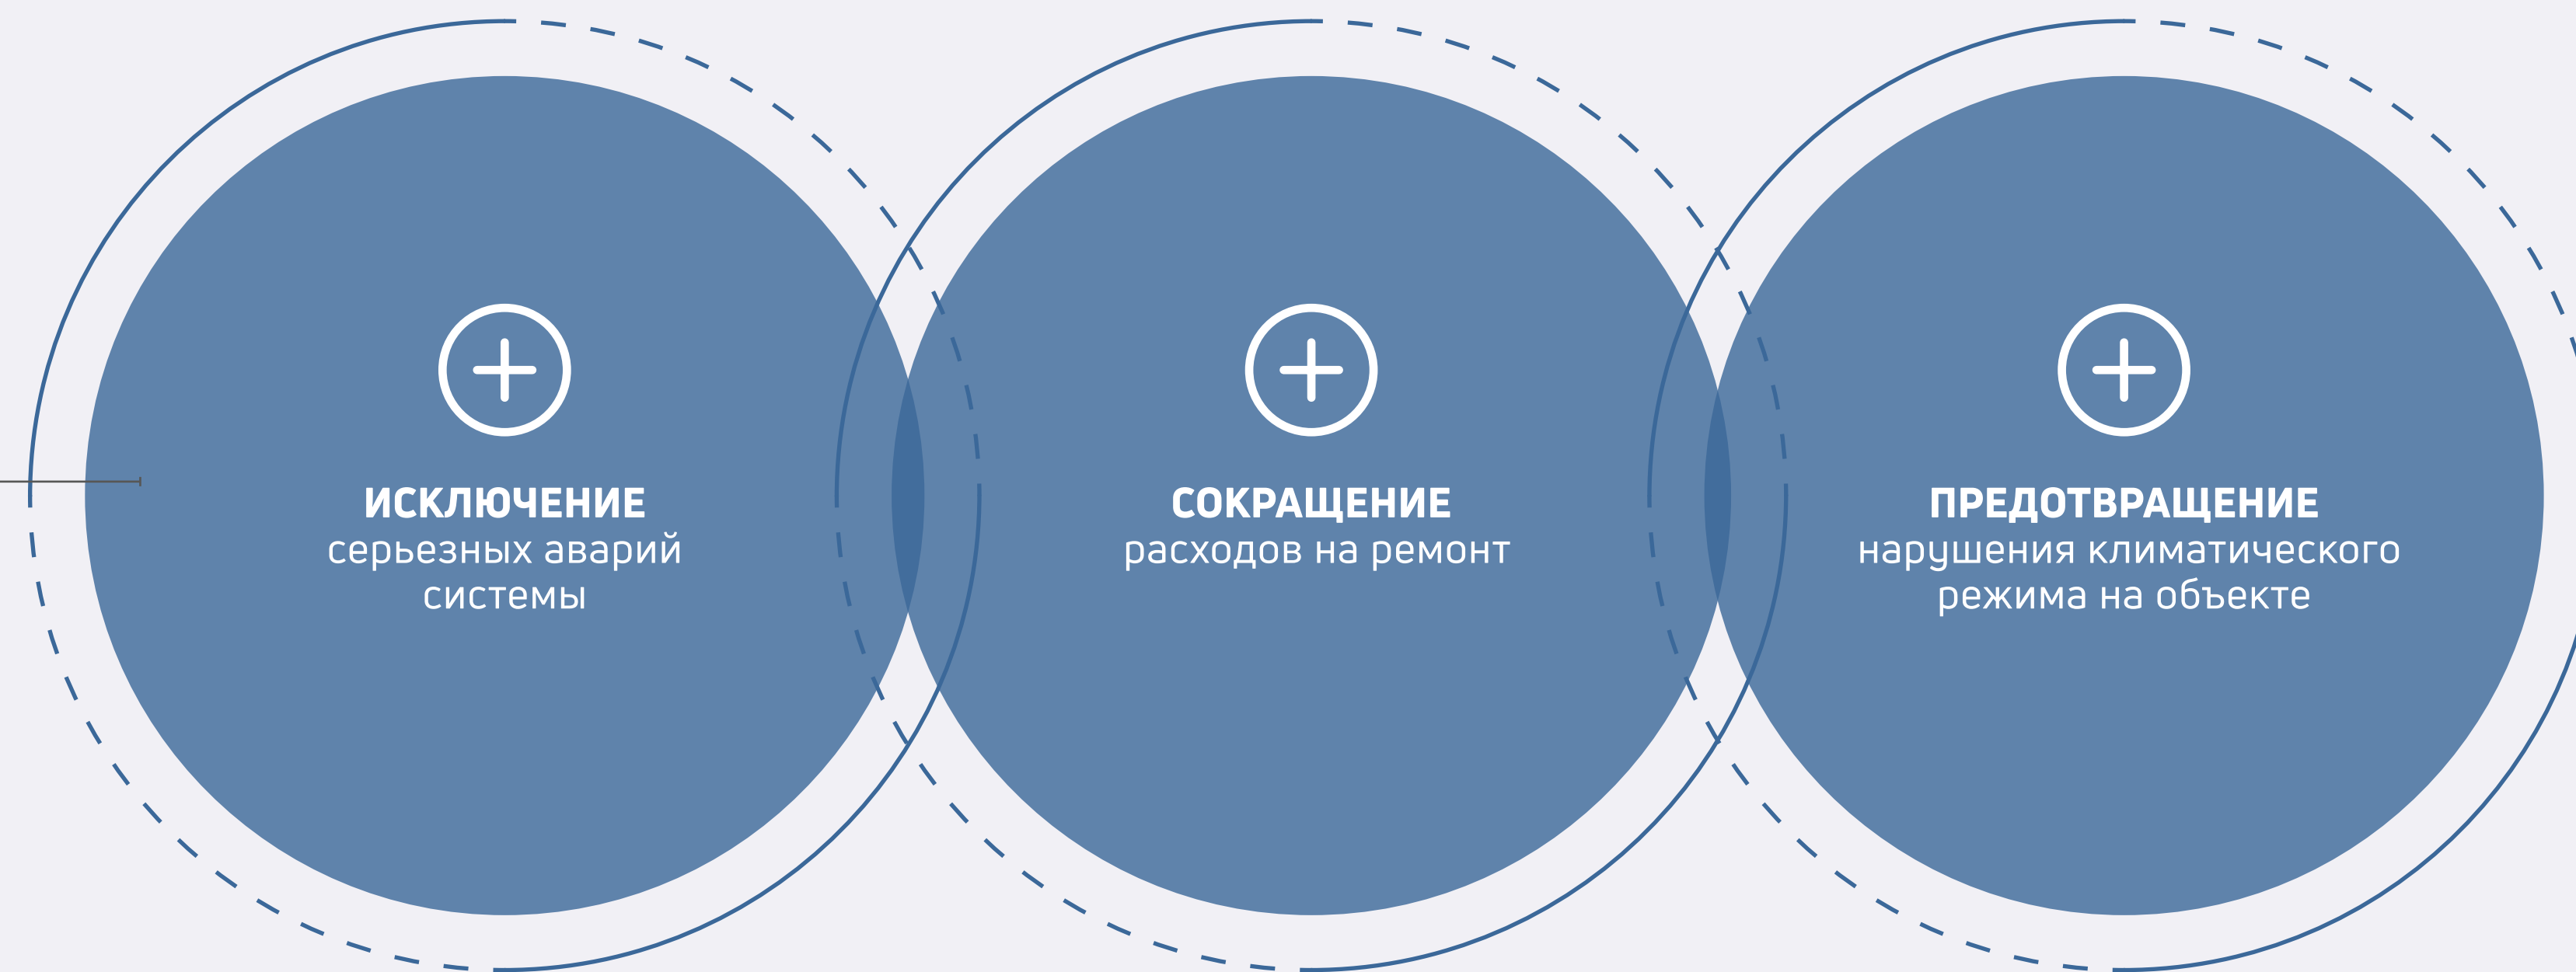 ИСКЛЮЧЕНИЕ
серьезных аварий
системы
СОКРАЩЕНИЕ
расходов на ремонт
ПРЕДОТВРАЩЕНИЕ
нарушения климатического
режима на объекте